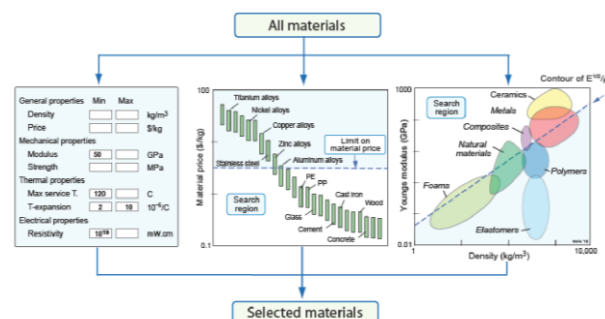 All materials
General properties Min Max
Density kg/m³
Price $/kg
Mechanical properties
Modulus 50 GPa
Strength MPa
Thermal properties
Max service T. 120 C
T-expansion 2 10 10⁻⁶/C
Electrical properties
Resistivity mW.cm
100
Material price ($/kg)
0.1
Titanium alloys
Nickel alloys
Copper alloys
Zinc alloys
Stainless steel
Aluminum alloys
Limit on
material price
Search
region
PE
PP
Cast iron
Wood
Glass
Cement
Concrete
Contour of
1000
Youngs modulus (GPa)
0.01
Search
region
Ceramics
Metals
Composites
Natural
materials
Foams
Polymers
Elastomers
1
Density (kg/m³)
10,000
Selected materials